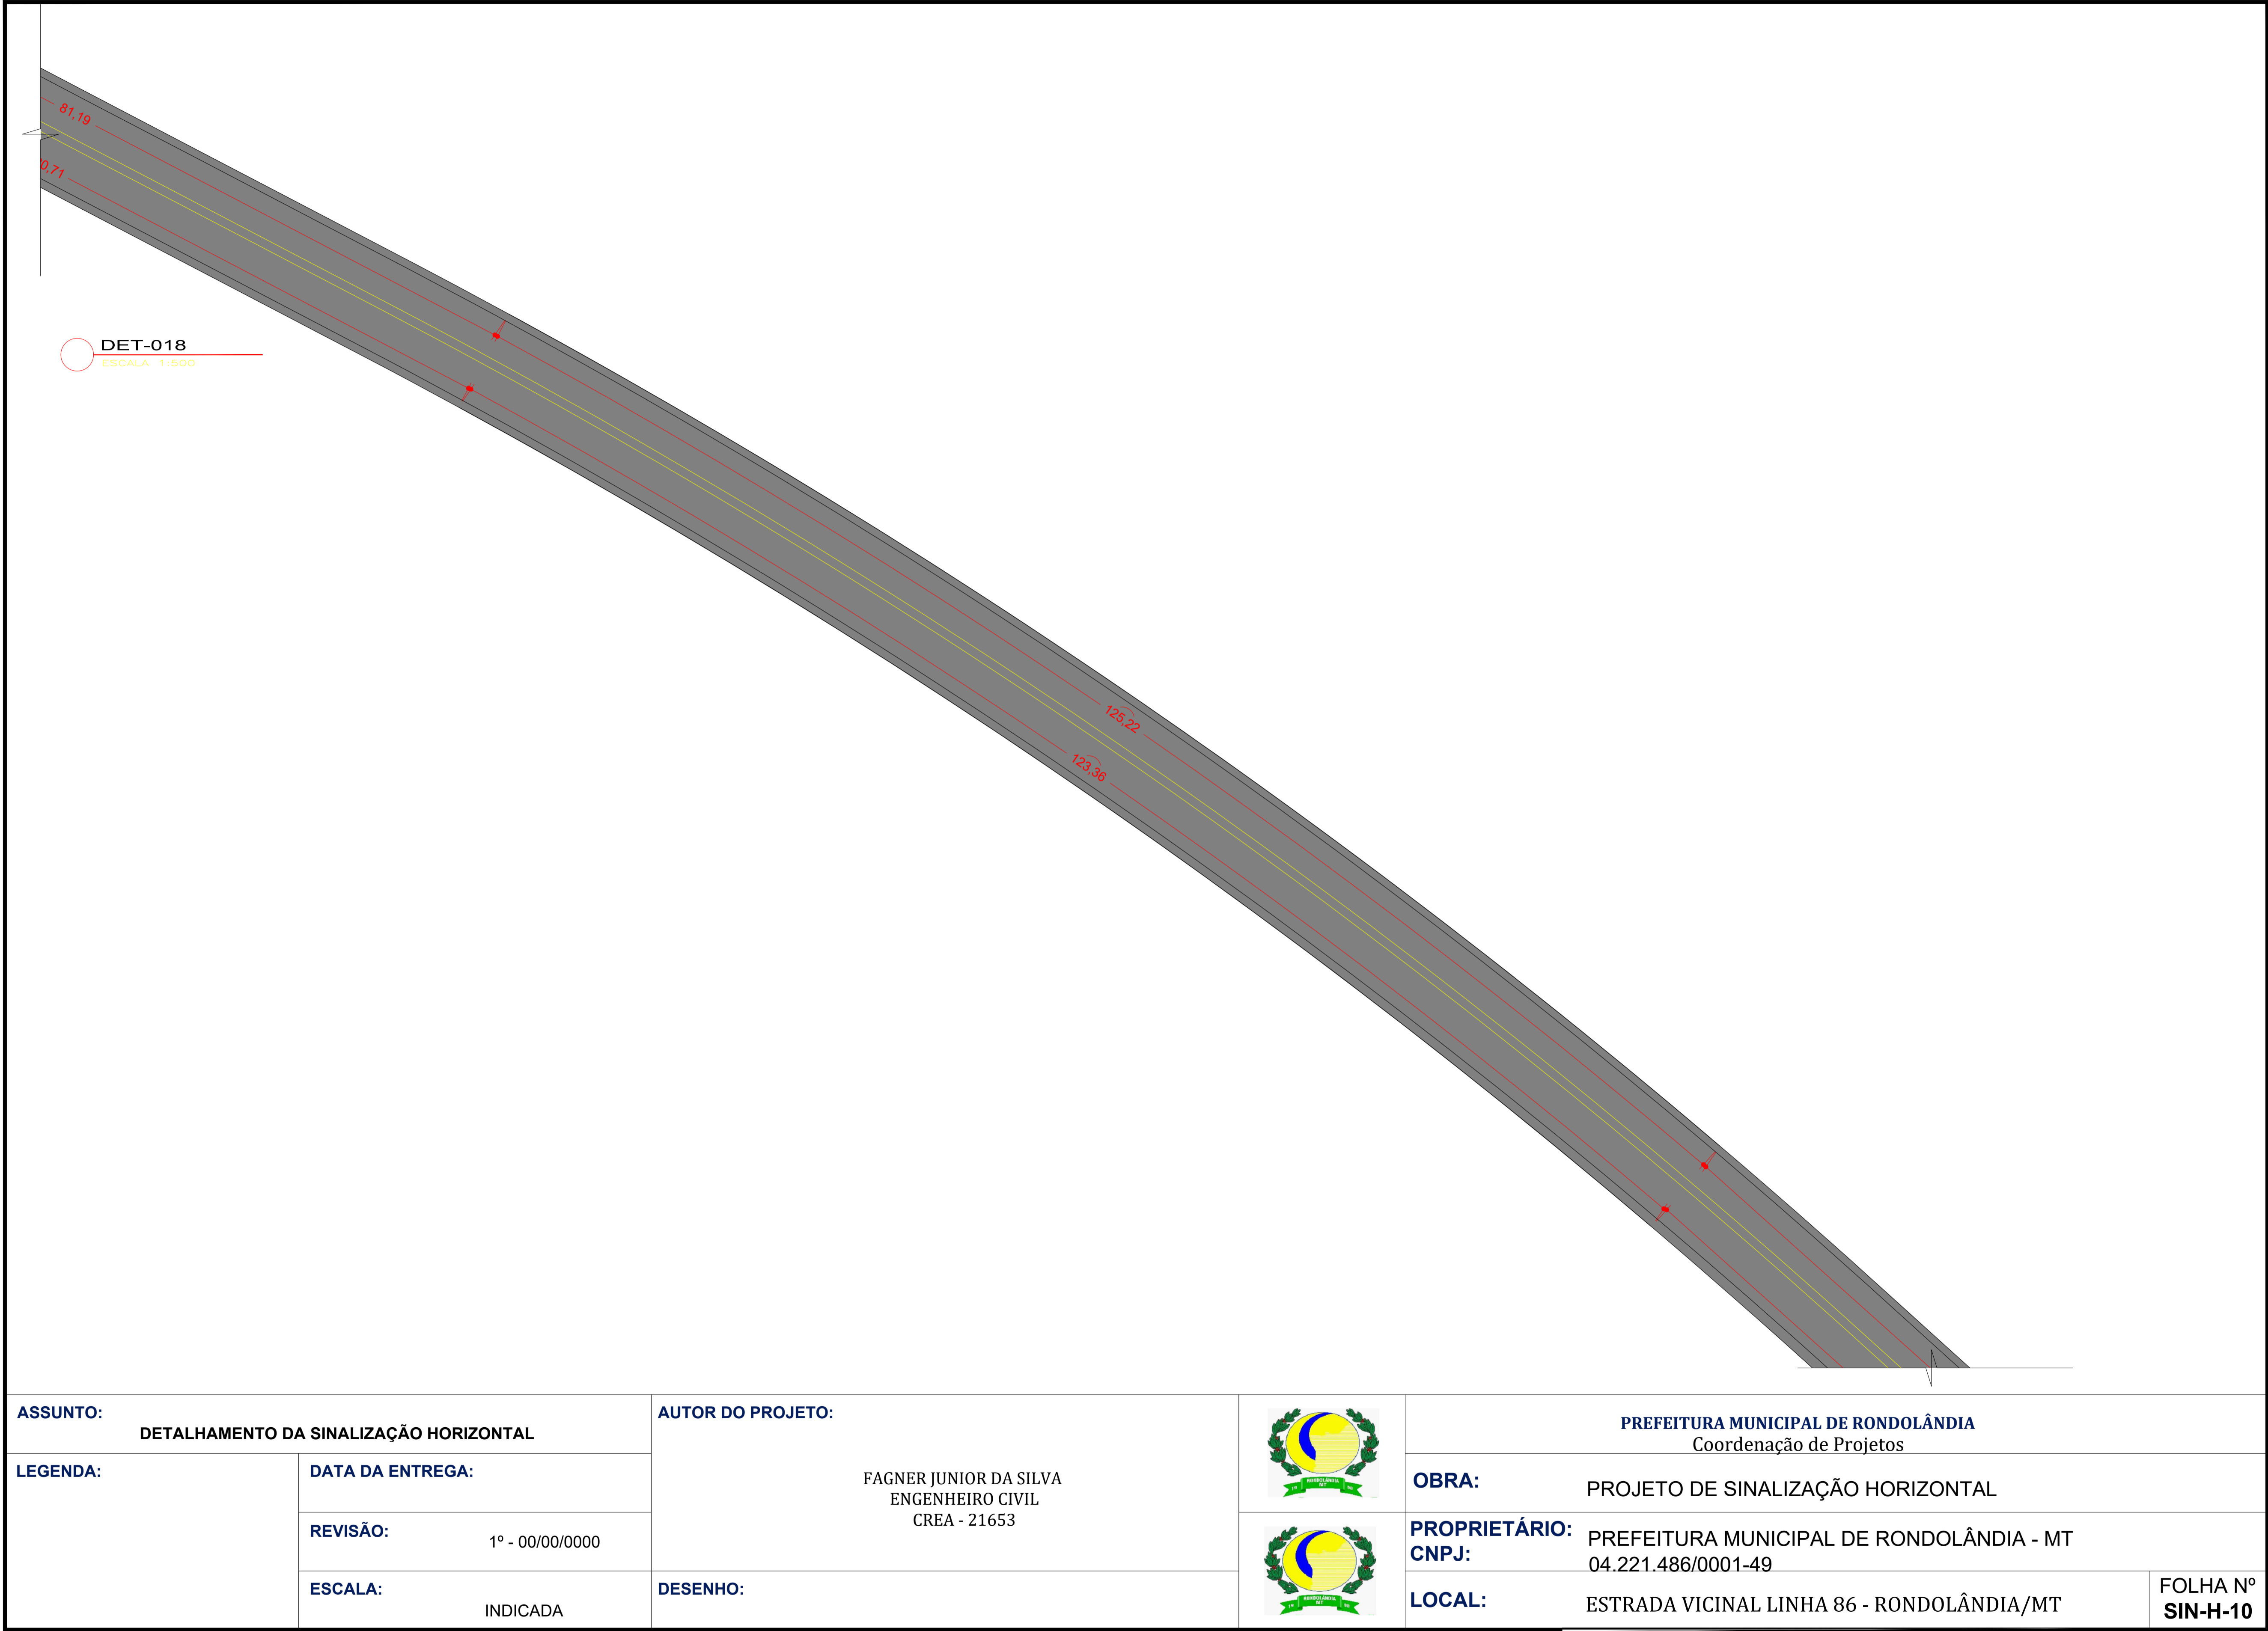 81,19
0,71
DET-018
ESCALA 1:500
125,22
123,36
ASSUNTO:
DETALHAMENTO DA SINALIZAÇÃO HORIZONTAL
LEGENDA:
DATA DA ENTREGA:
REVISÃO:
1º - 00/00/0000
ESCALA:
INDICADA
AUTOR DO PROJETO:
FAGNER JUNIOR DA SILVA
ENGENHEIRO CIVIL
CREA - 21653
DESENHO:
PREFEITURA MUNICIPAL DE RONDOLÂNDIA
Coordenação de Projetos
OBRA:
PROJETO DE SINALIZAÇÃO HORIZONTAL
PROPRIETÁRIO: PREFEITURA MUNICIPAL DE RONDOLÂNDIA - MT
CNPJ: 04.221.486/0001-49
LOCAL:
ESTRADA VICINAL LINHA 86 - RONDOLÂNDIA/MT
FOLHA Nº
SIN-H-10